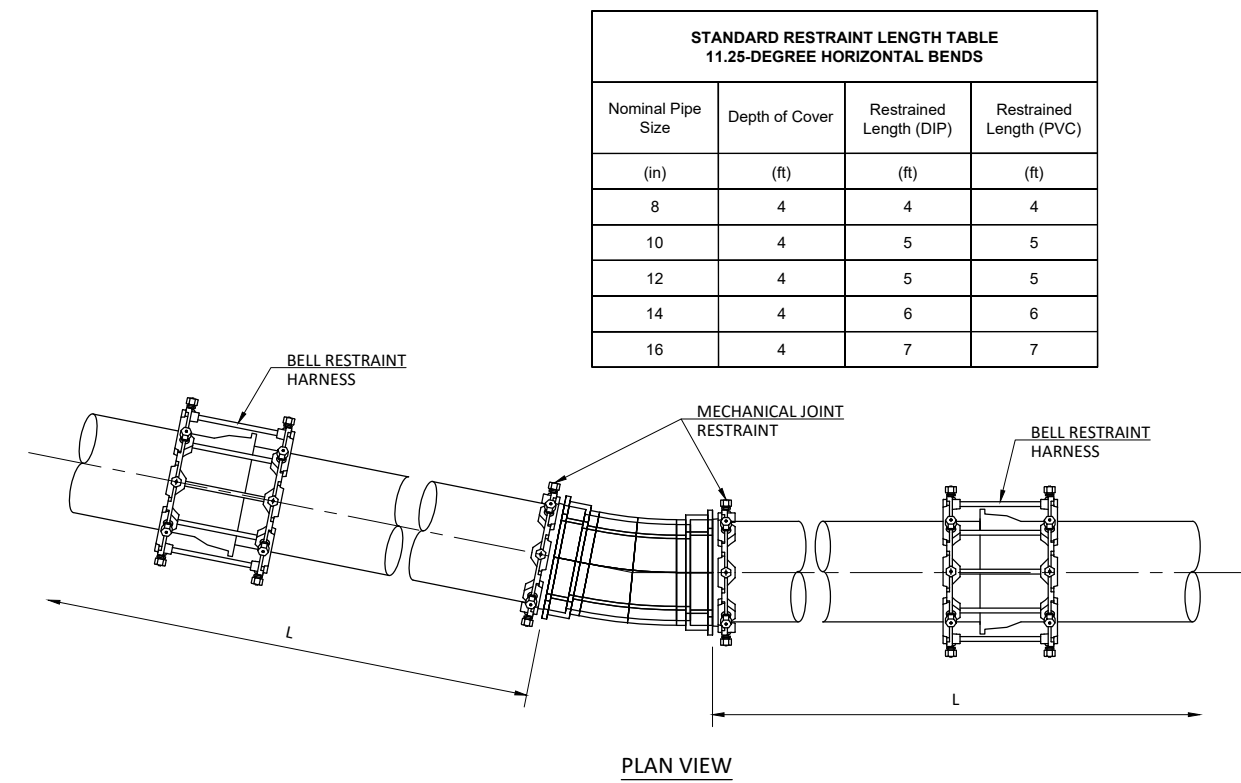 STANDARD RESTRAINT LENGTH TABLE
11.25-DEGREE HORIZONTAL BENDS
Nominal Pipe Size Depth of Cover Restrained Length (DIP) Restrained Length (PVC)
(in) (ft) (ft) (ft)
8 4 4 4
10 4 5 5
12 4 5 5
14 4 6 6
16 4 7 7
BELL RESTRAINT
HARNESS
MECHANICAL JOINT
RESTRAINT
BELL RESTRAINT
HARNESS
L
L
PLAN VIEW